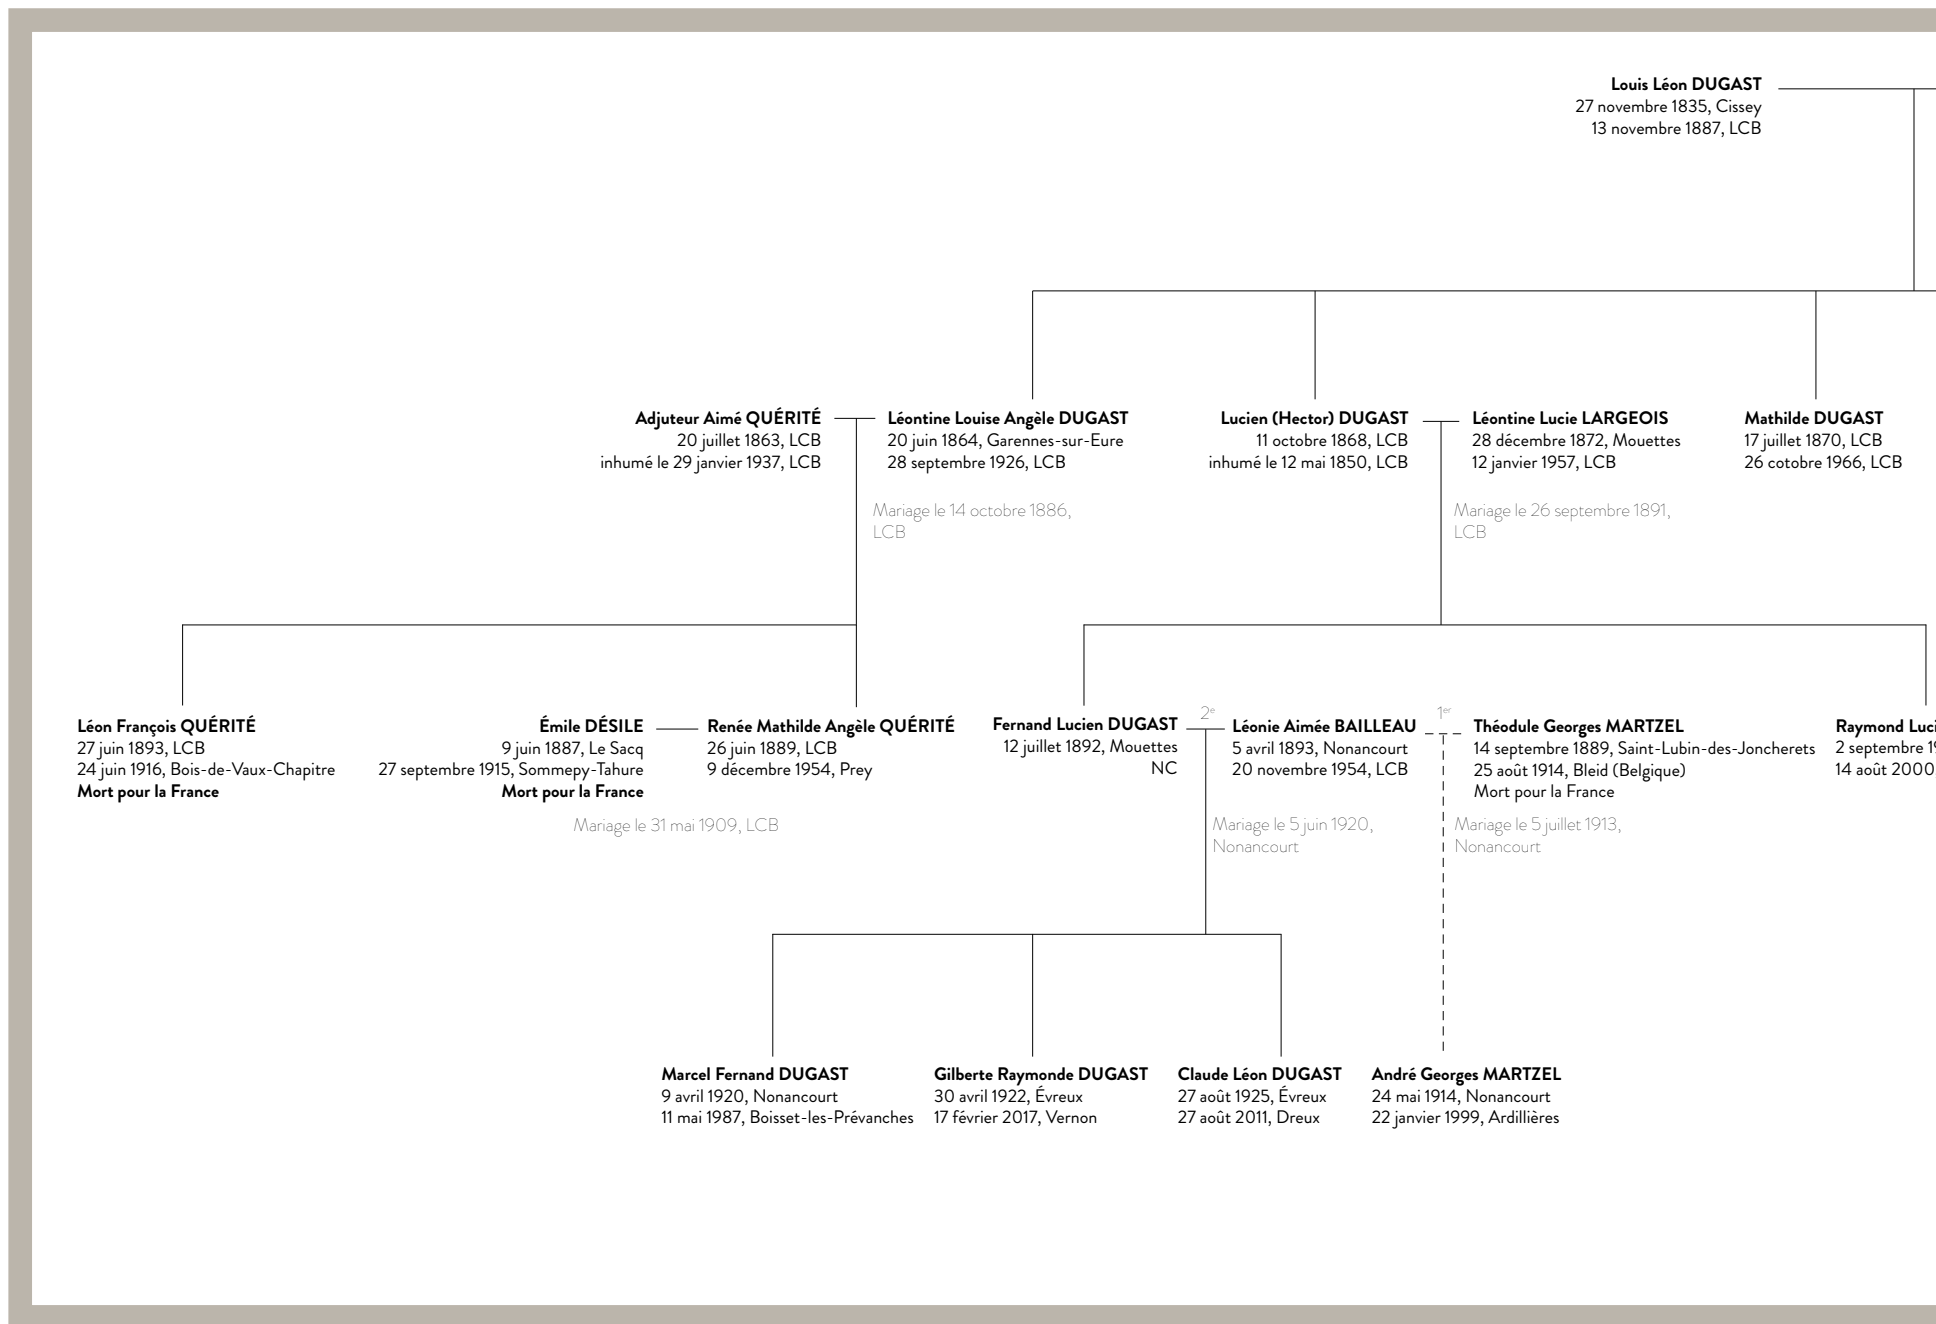 Louis Léon DUGAST
27 novembre 1835, Cissey
13 novembre 1887, LCB
Adjuteur Aimé QUÉRITÉ
20 juillet 1863, LCB
inhumé le 29 janvier 1937, LCB
Léontine Louise Angèle DUGAST
20 juin 1864, Garennes-sur-Eure
28 septembre 1926, LCB
Mariage le 14 octobre 1886,
LCB
Lucien (Hector) DUGAST
11 octobre 1868, LCB
inhumé le 12 mai 1850, LCB
Léontine Lucie LARGEOIS
28 décembre 1872, Mouettes
12 janvier 1957, LCB
Mariage le 26 septembre 1891,
LCB
Mathilde DUGAST
17 juillet 1870, LCB
26 cotobre 1966, LCB
Léon François QUÉRITÉ
27 juin 1893, LCB
24 juin 1916, Bois-de-Vaux-Chapitre
Mort pour la France
Émile DÉSILE
9 juin 1887, Le Sacq
27 septembre 1915, Sommepy-Tahure
Mort pour la France
Renée Mathilde Angèle QUÉRITÉ
26 juin 1889, LCB
9 décembre 1954, Prey
Mariage le 31 mai 1909, LCB
Fernand Lucien DUGAST
12 juillet 1892, Mouettes
NC
2e
Léonie Aimée BAILLEAU
5 avril 1893, Nonancourt
20 novembre 1954, LCB
Mariage le 5 juin 1920,
Nonancourt
1er
Théodule Georges MARTZEL
14 septembre 1889, Saint-Lubin-des-Joncherets
25 août 1914, Bleid (Belgique)
Mort pour la France
Mariage le 5 juillet 1913,
Nonancourt
Raymond
2 septembre
14 août 2000
Marcel Fernand DUGAST
9 avril 1920, Nonancourt
11 mai 1987, Boisset-les-Prévanches
Gilberte Raymonde DUGAST
30 avril 1922, Évreux
17 février 2017, Vernon
Claude Léon DUGAST
27 août 1925, Évreux
27 août 2011, Dreux
André Georges MARTZEL
24 mai 1914, Nonancourt
22 janvier 1999, Ardillières